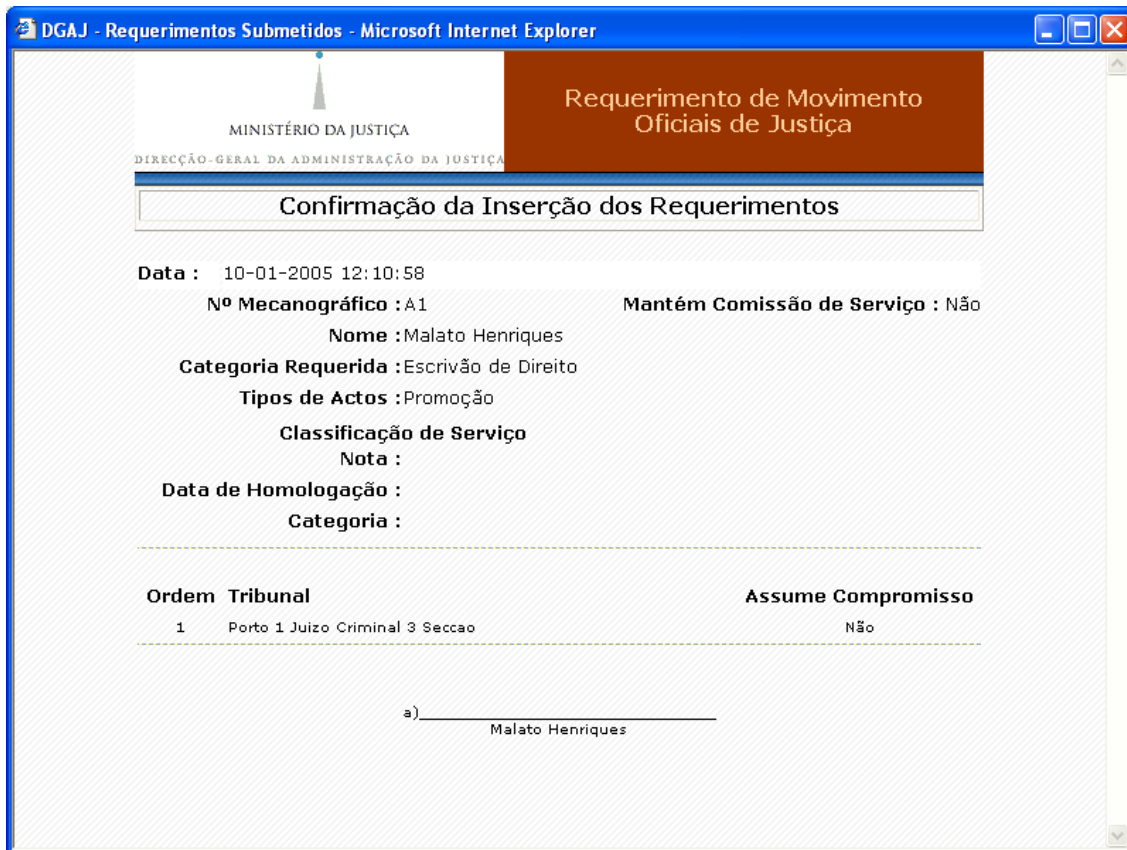 DGAJ - Requerimentos Submetidos - Microsoft Internet Explorer
MINISTÉRIO DA JUSTIÇA
DIRECÇÃO-GERAL DA ADMINISTRAÇÃO DA JUSTIÇA
Requerimento de Movimento
Oficiais de Justiça
Confirmação da Inserção dos Requerimentos
Data : 10-01-2005 12:10:58
Nº Mecanográfico : A1 Mantém Comissão de Serviço : Não
Nome : Malato Henriques
Categoria Requerida : Escrivão de Direito
Tipos de Actos : Promoção
Classificação de Serviço
Nota :
Data de Homologação :
Categoria :
Ordem Tribunal Assume Compromisso
1 Porto 1 Juizo Criminal 3 Seccao Não
a)
Malato Henriques